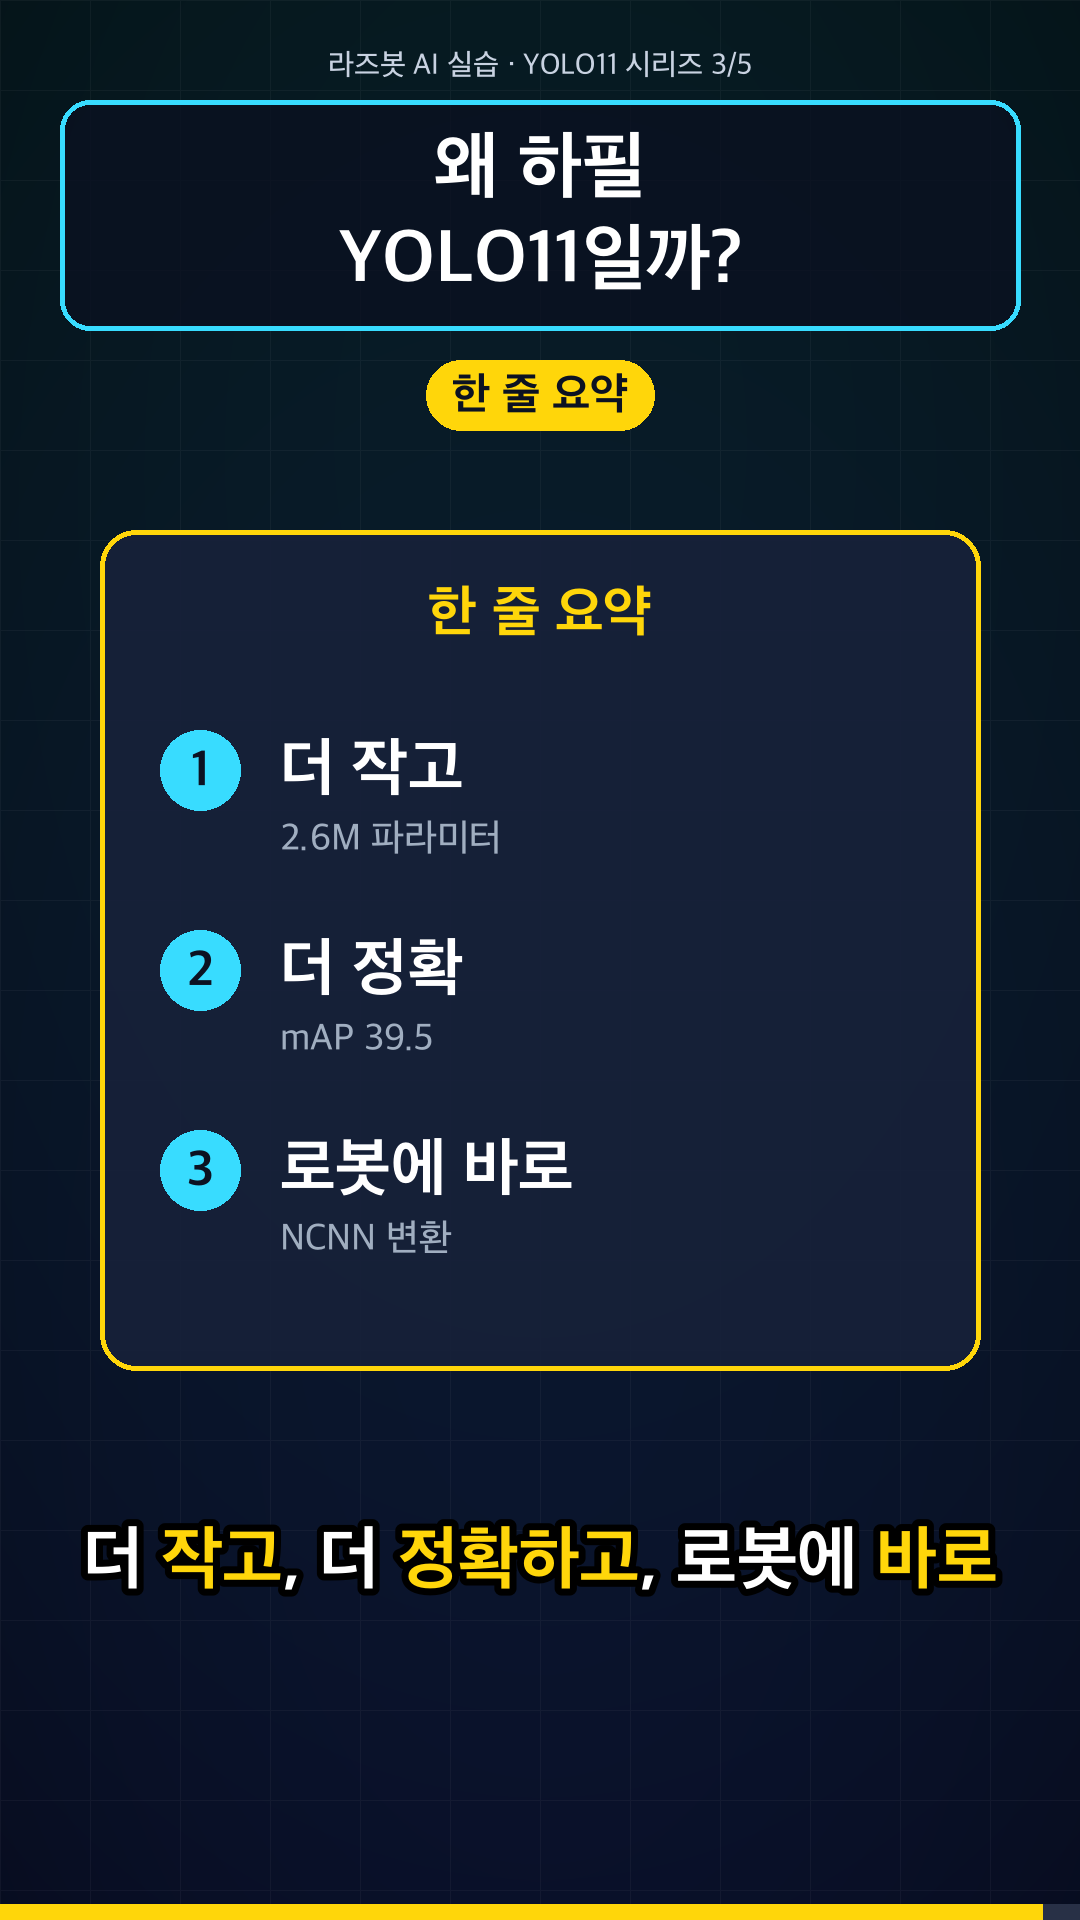 라즈봇 AI 실습 · YOLO11 시리즈 3/5
왜 하필
YOLO11일까?
한 줄 요약
한 줄 요약
1 더 작고
2.6M 파라미터
2 더 정확
mAP 39.5
3 로봇에 바로
NCNN 변환
더 작고, 더 정확하고, 로봇에 바로